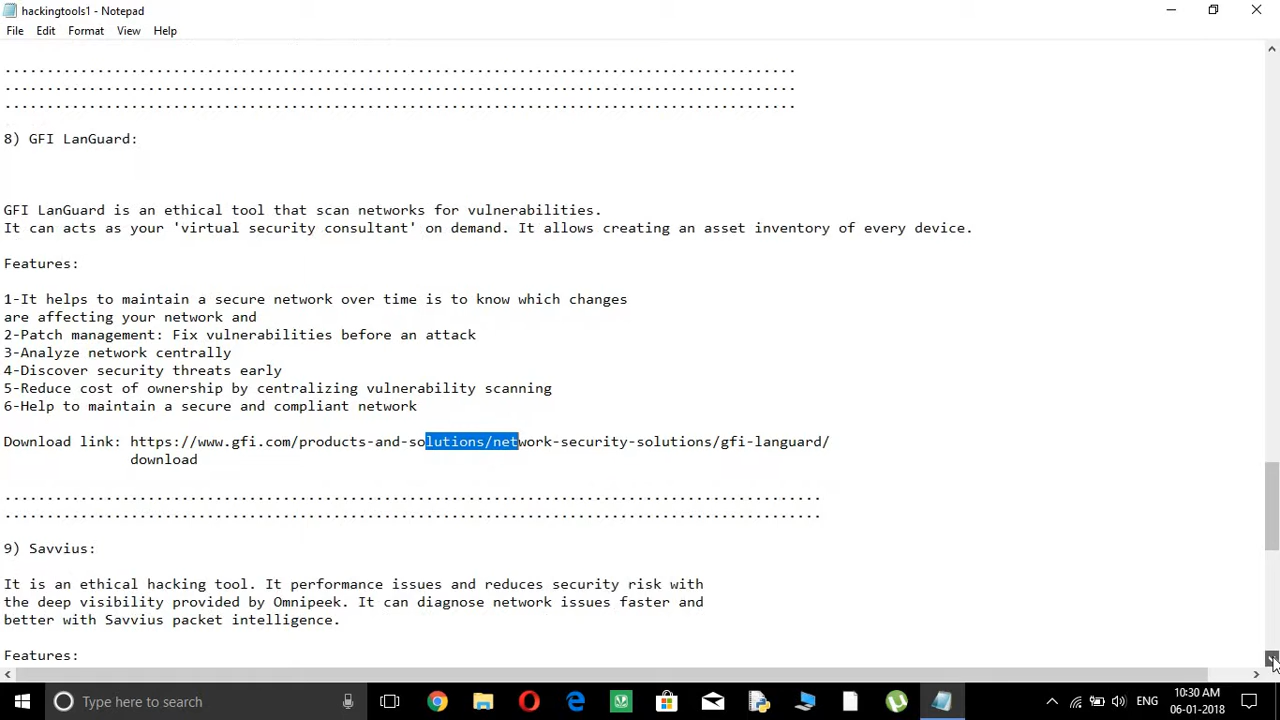 hackingtools1 - Notepad
File Edit Format View Help
..............................................................................................
..............................................................................................
..............................................................................................
8) GFI LanGuard:
GFI LanGuard is an ethical tool that scan networks for vulnerabilities.
It can acts as your 'virtual security consultant' on demand. It allows creating an asset inventory of every device.
Features:
1-It helps to maintain a secure network over time is to know which changes
are affecting your network and
2-Patch management: Fix vulnerabilities before an attack
3-Analyze network centrally
4-Discover security threats early
5-Reduce cost of ownership by centralizing vulnerability scanning
6-Help to maintain a secure and compliant network
Download link: https://www.gfi.com/products-and-solutions/network-security-solutions/gfi-languard/
download
.................................................................................................
.................................................................................................
9) Savvius:
It is an ethical hacking tool. It performance issues and reduces security risk with
the deep visibility provided by Omnipeek. It can diagnose network issues faster and
better with Savvius packet intelligence.
Features:
Type here to search
ENG
10:30 AM
06-01-2018